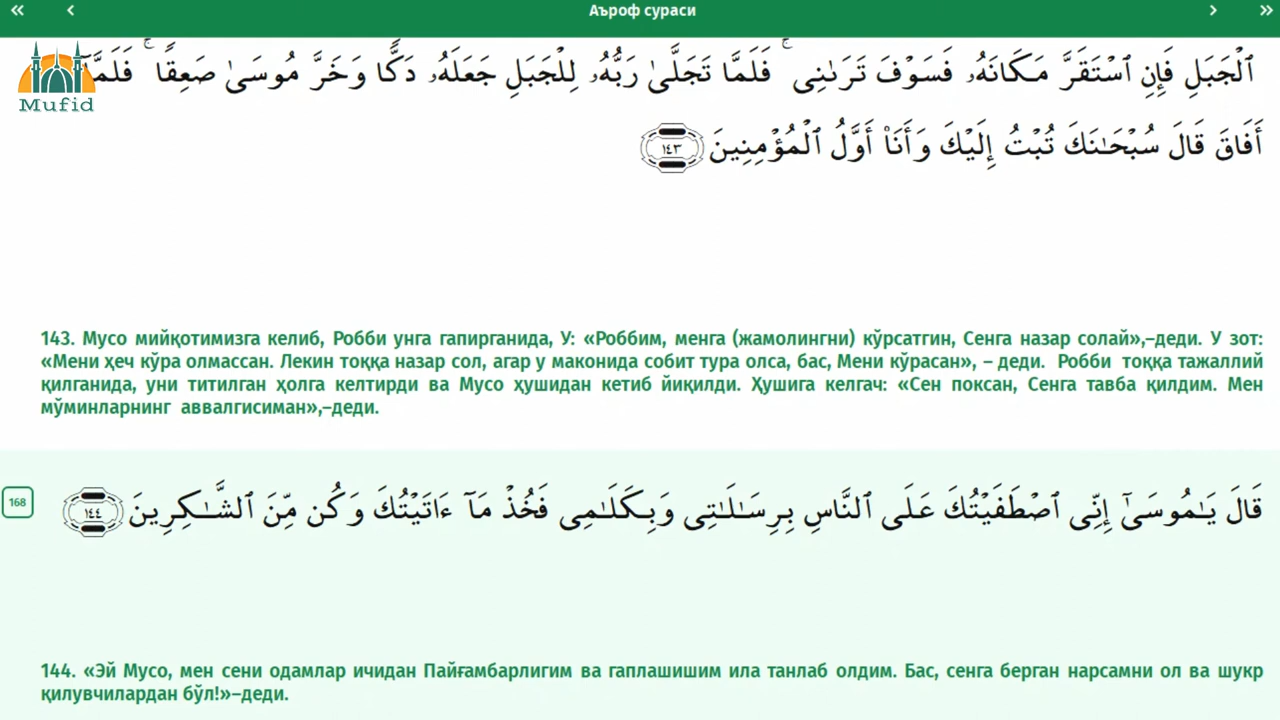 « ‹ Аъроф сураси › »
Mufid
ٱلْجَبَلِ فَإِنِ ٱسْتَقَرَّ مَكَانَهُۥ فَسَوْفَ تَرَىٰنِى ۚ فَلَمَّا تَجَلَّىٰ رَبُّهُۥ لِلْجَبَلِ جَعَلَهُۥ دَكًّا وَخَرَّ مُوسَىٰ صَعِقًا ۚ فَلَمَّآ
أَفَاقَ قَالَ سُبْحَـٰنَكَ تُبْتُ إِلَيْكَ وَأَنَا۠ أَوَّلُ ٱلْمُؤْمِنِينَ ١٤٣
143. Мусо мийқотимизга келиб, Робби унга гапирганида, У: «Роббим, менга (жамолингни) кўрсатгин, Сенга назар солай»,–деди. У зот:
«Мени ҳеч кўра олмассан. Лекин тоққа назар сол, агар у маконида собит тура олса, бас, Мени кўрасан», – деди. Робби тоққа тажаллий
қилганида, уни титилган ҳолга келтирди ва Мусо ҳушидан кетиб йиқилди. Ҳушига келгач: «Сен поксан, Сенга тавба қилдим. Мен
мўминларнинг аввалгисиман»,–деди.
168
قَالَ يَـٰمُوسَىٰٓ إِنِّى ٱصْطَفَيْتُكَ عَلَى ٱلنَّاسِ بِرِسَـٰلَـٰتِى وَبِكَلَـٰمِى فَخُذْ مَآ ءَاتَيْتُكَ وَكُن مِّنَ ٱلشَّـٰكِرِينَ ١٤٤
144. «Эй Мусо, мен сени одамлар ичидан Пайғамбарлигим ва гаплашишим ила танлаб олдим. Бас, сенга берган нарсамни ол ва шукр
қилувчилардан бўл!»–деди.